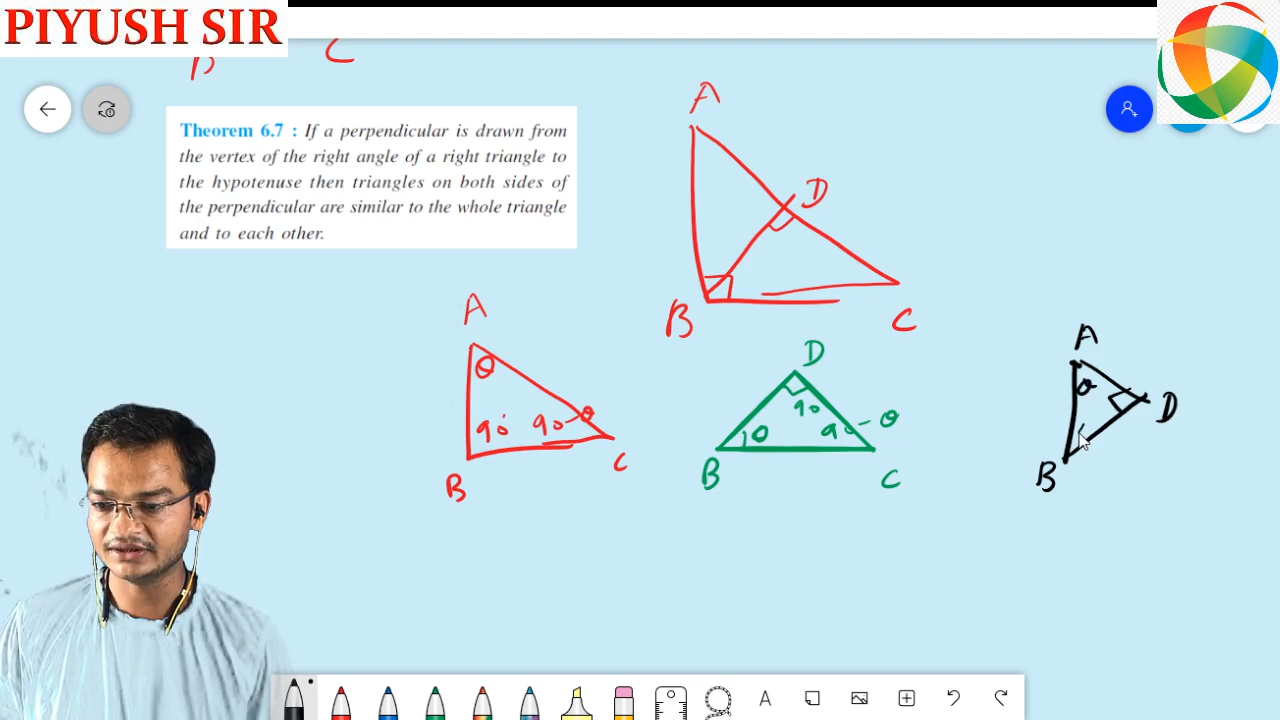 PIYUSH SIR
B C
Theorem 6.7 : If a perpendicular is drawn from
the vertex of the right angle of a right triangle to
the hypotenuse then triangles on both sides of
the perpendicular are similar to the whole triangle
and to each other.
A
D
B
C
A
θ
90° 90-θ
B
C
D
90
θ
90-θ
B
C
A
θ
D
B
A